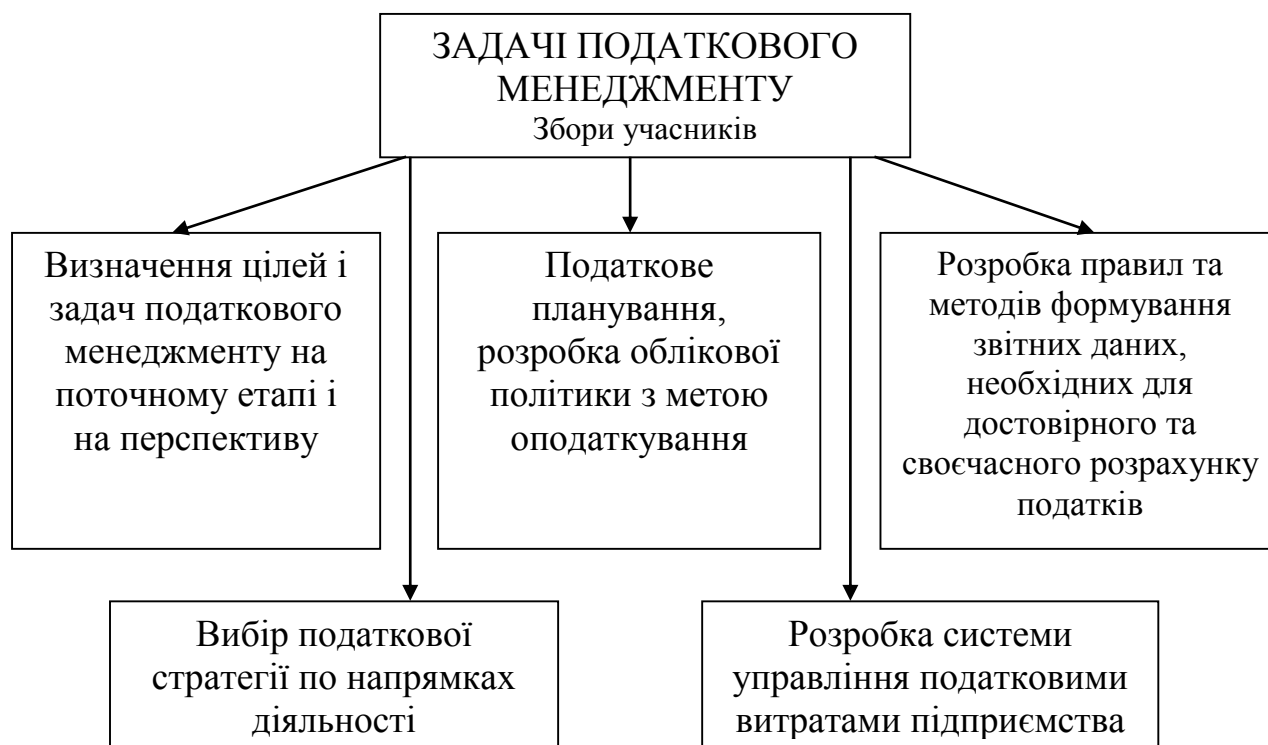 ЗАДАЧІ ПОДАТКОВОГО
МЕНЕДЖМЕНТУ
Збори учасників
Визначення цілей і
задач податкового
менеджменту на
поточному етапі і
на перспективу
Податкове
планування,
розробка облікової
політики з метою
оподаткування
Розробка правил та
методів формування
звітних даних,
необхідних для
достовірного та
своєчасного розрахунку
податків
Вибір податкової
стратегії по напрямках
діяльності
Розробка системи
управління податковими
витратами підприємства